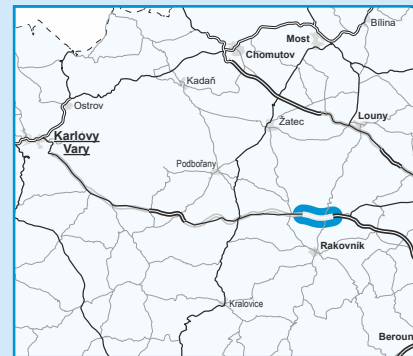 Bílina
Most
Chomutov
Kadaň
Ostrov
Louny
Žatec
Karlovy
Vary
Podbořany
Rakovník
Kralovice
Beroun